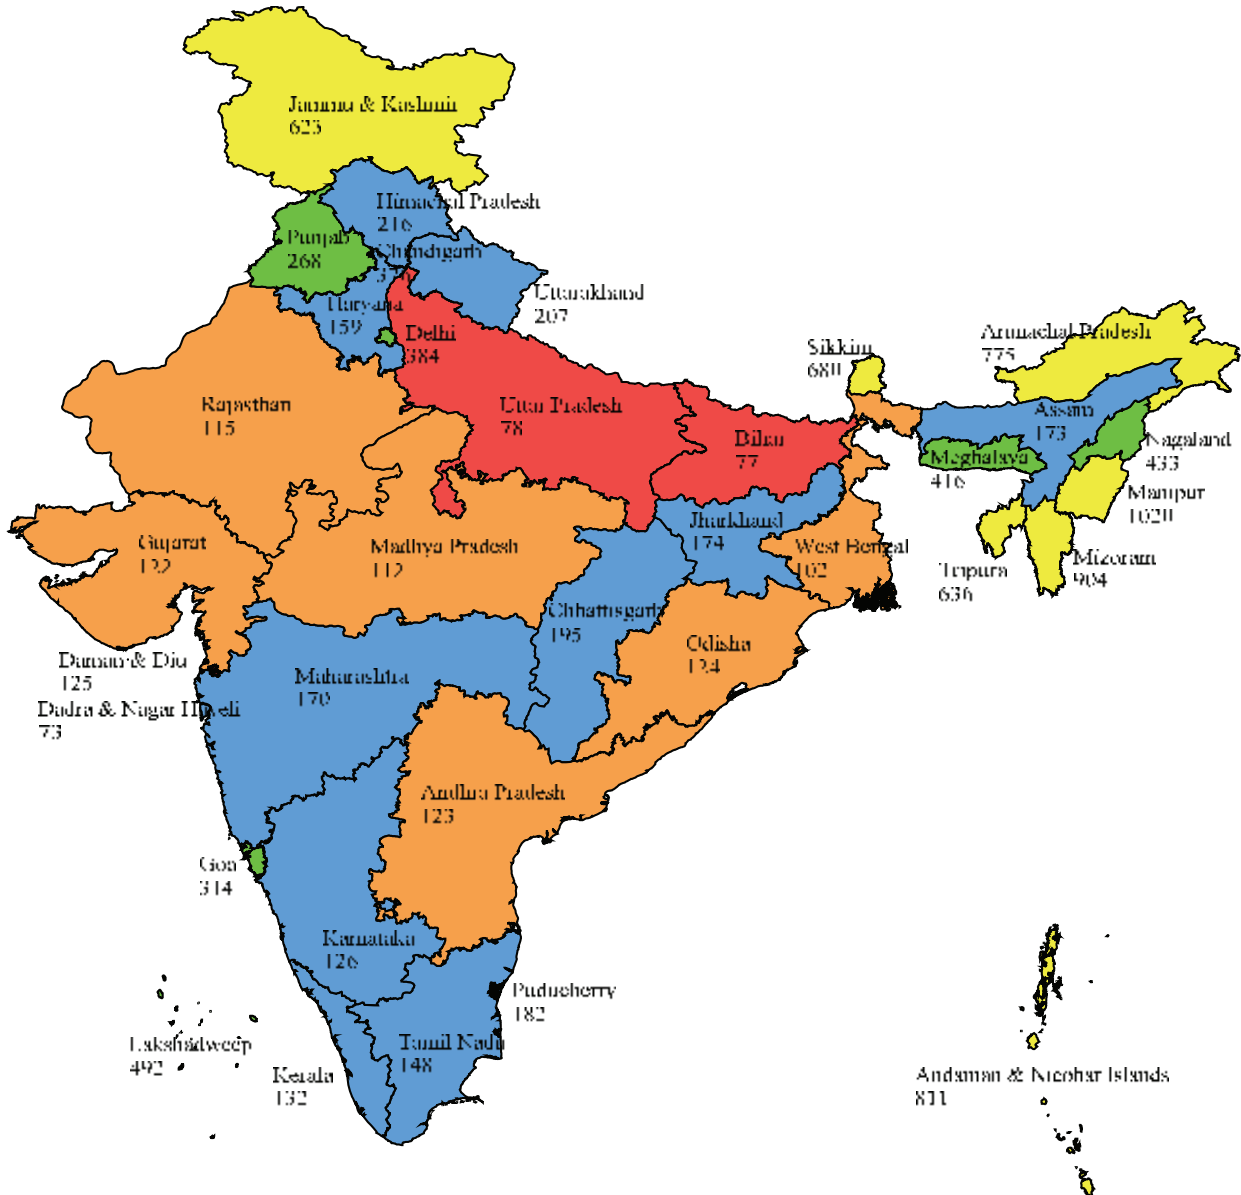 Jammu & Kashmir
623
Himachal Pradesh
216
Punjab
268
Chandigarh
Uttarakhand
207
Haryana
159
Delhi
384
Arunachal Pradesh
775
Sikkim
680
Rajasthan
115
Uttar Pradesh
78
Bihar
77
Assam
173
Nagaland
433
Meghalaya
416
Manipur
1020
Jharkhand
174
Gujarat
122
Madhya Pradesh
112
West Bengal
102
Mizoram
904
Tripura
636
Chhattisgarh
195
Odisha
124
Daman & Diu
125
Maharashtra
170
Dadra & Nagar Haveli
73
Andhra Pradesh
123
Goa
314
Karnataka
126
Puducherry
182
Lakshadweep
492
Tamil Nadu
148
Kerala
132
Andaman & Nicobar Islands
811